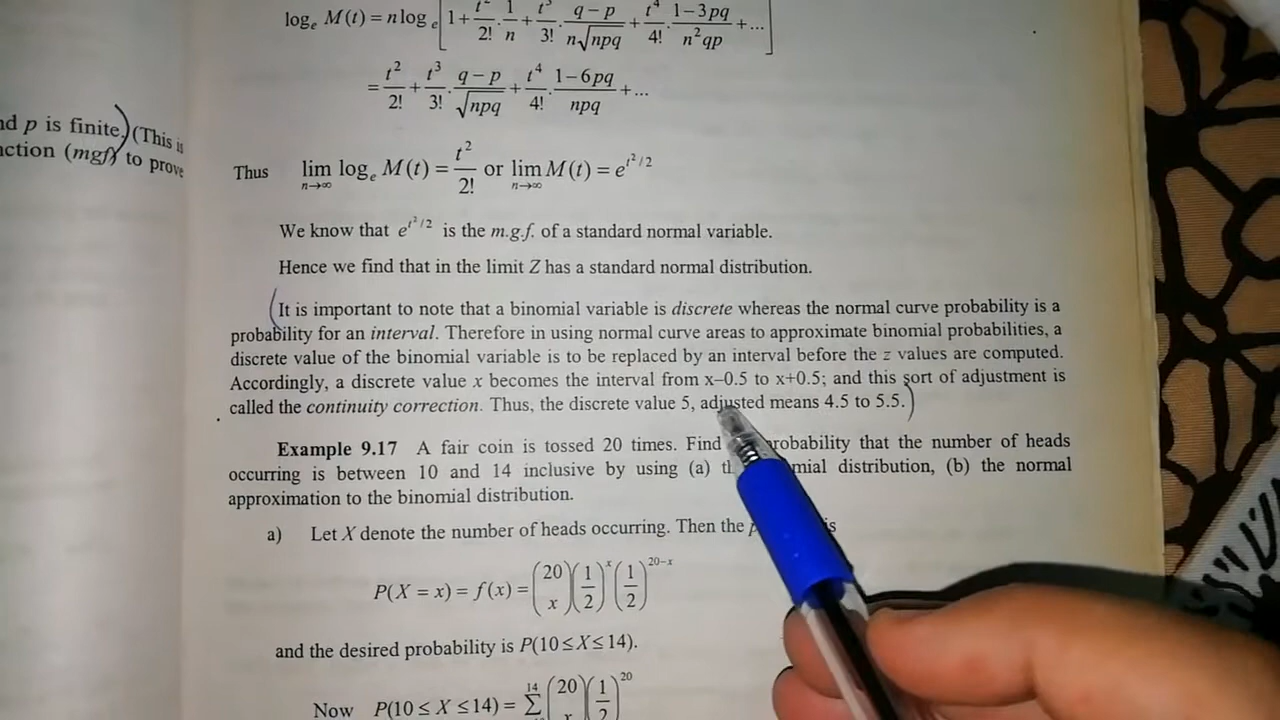 nd p is finite.) (This is
nction (mgf) to prove
log_e M(t) = n log_e [1 + t²/2! · 1/n + t³/3! · (q−p)/(n√npq) + t⁴/4! · (1−3pq)/(n²qp) + ...]
= t²/2! + t³/3! · (q−p)/√npq + t⁴/4! · (1−6pq)/npq + ...
Thus lim n→∞ log_e M(t) = t²/2! or lim n→∞ M(t) = e^{t²/2}
We know that e^{t²/2} is the m.g.f. of a standard normal variable.
Hence we find that in the limit Z has a standard normal distribution.
(It is important to note that a binomial variable is discrete whereas the normal curve probability is a
probability for an interval. Therefore in using normal curve areas to approximate binomial probabilities, a
discrete value of the binomial variable is to be replaced by an interval before the z values are computed.
Accordingly, a discrete value x becomes the interval from x–0.5 to x+0.5; and this sort of adjustment is
called the continuity correction. Thus, the discrete value 5, adjusted means 4.5 to 5.5.)
Example 9.17 A fair coin is tossed 20 times. Find robability that the number of heads
occurring is between 10 and 14 inclusive by using (a) th mial distribution, (b) the normal
approximation to the binomial distribution.
a) Let X denote the number of heads occurring. Then the p is
P(X = x) = f(x) = (20 x) (1/2)^x (1/2)^{20−x}
and the desired probability is P(10 ≤ X ≤ 14).
Now P(10 ≤ X ≤ 14) = 14 Σ (20 x) (1/2)^20